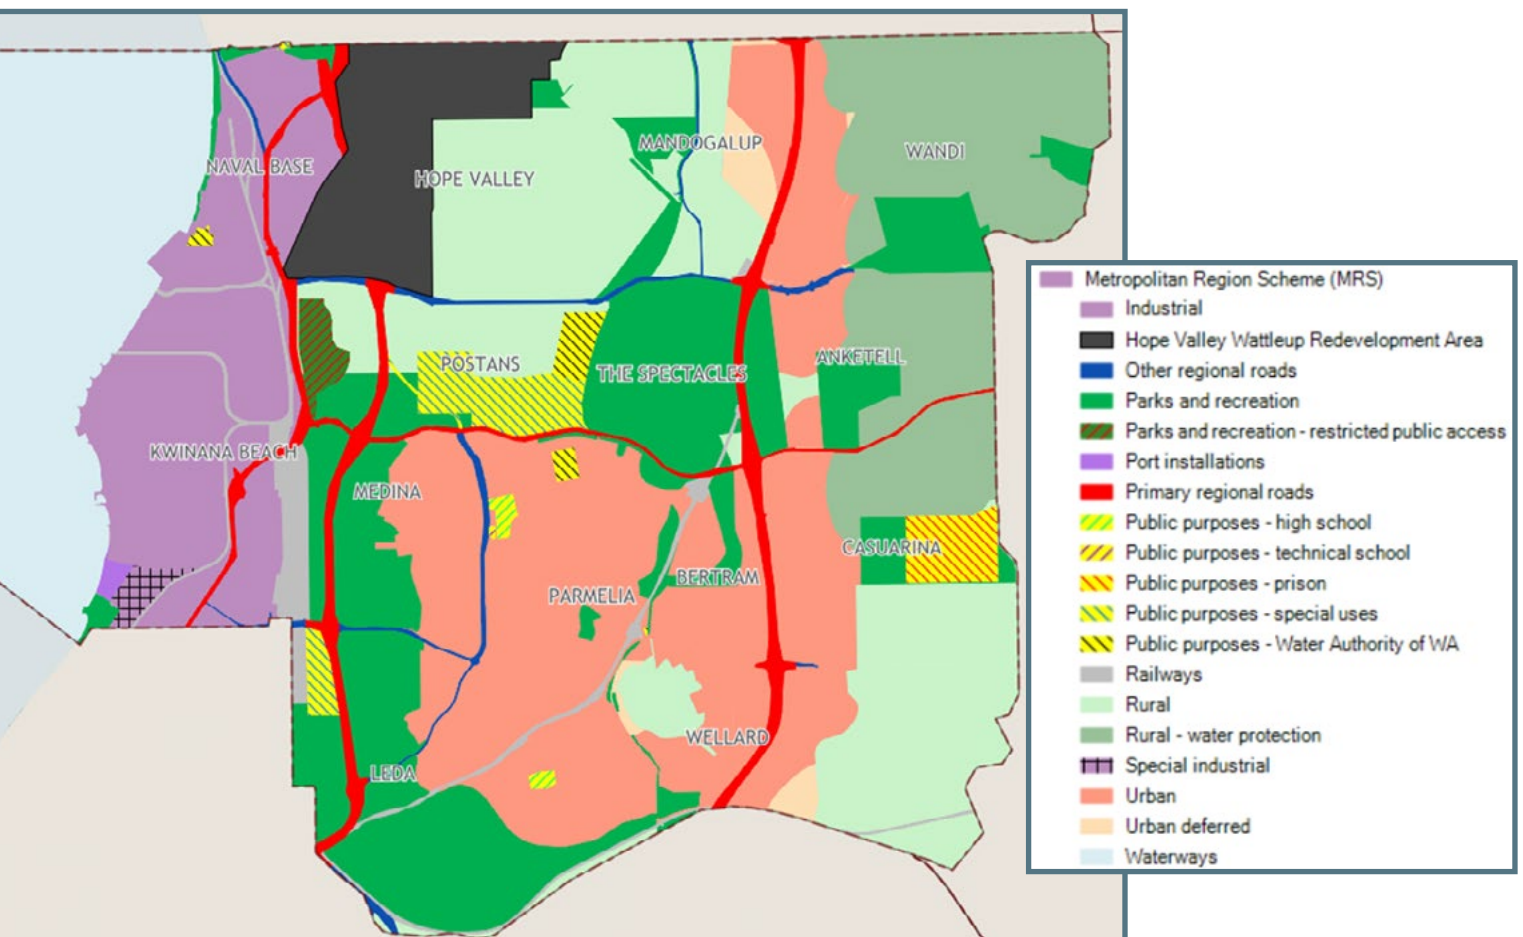 NAVAL BASE
HOPE VALLEY
MANDOGALUP
WANDI
POSTANS
THE SPECTACLES
ANKETELL
KWINANA BEACH
MEDINA
CASUARINA
PARMELIA
BERTRAM
WELLARD
LEDA
Metropolitan Region Scheme (MRS)
Industrial
Hope Valley Wattleup Redevelopment Area
Other regional roads
Parks and recreation
Parks and recreation - restricted public access
Port installations
Primary regional roads
Public purposes - high school
Public purposes - technical school
Public purposes - prison
Public purposes - special uses
Public purposes - Water Authority of WA
Railways
Rural
Rural - water protection
Special industrial
Urban
Urban deferred
Waterways